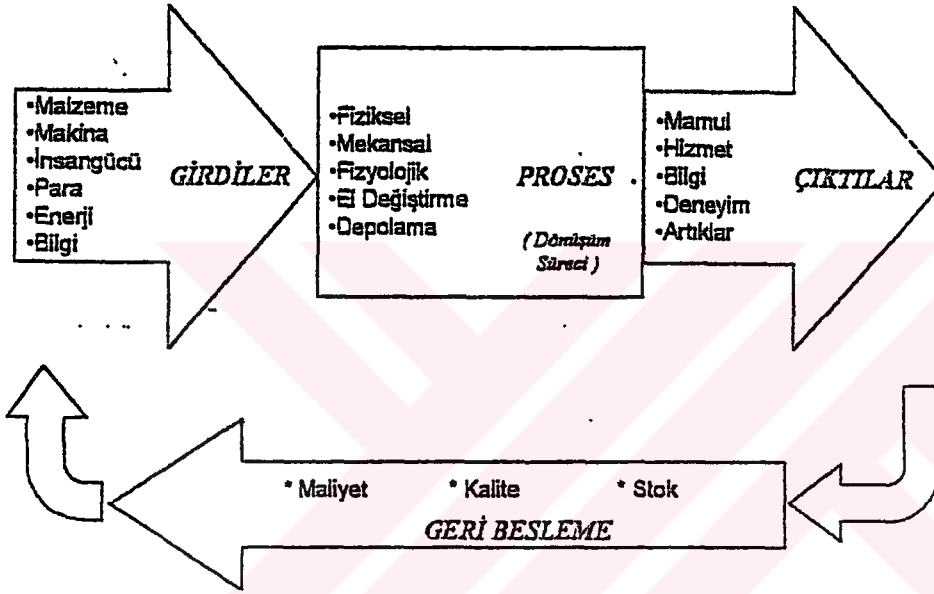 •Malzeme
•Makina
•İnsangücü
•Para
•Enerji
•Bilgi
GİRDİLER
•Fiziksel
•Mekansal
•Fizyolojik
•El Değiştirme
•Depolama
PROSES
( Dönüşüm
Süreci )
•Mamul
•Hizmet
•Bilgi
•Deneyim
•Artıklar
ÇIKTILAR
* Maliyet * Kalite * Stok
GERİ BESLEME